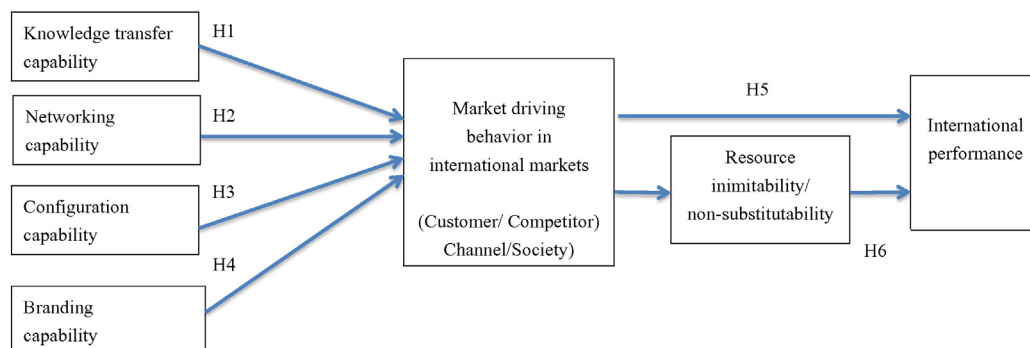 Knowledge transfer
capability
H1
Networking
capability
H2
Configuration
capability
H3
Branding
capability
H4
Market driving
behavior in
international markets
(Customer/ Competitor)
Channel/Society)
H5
Resource
inimitability/
non-substitutability
H6
International
performance